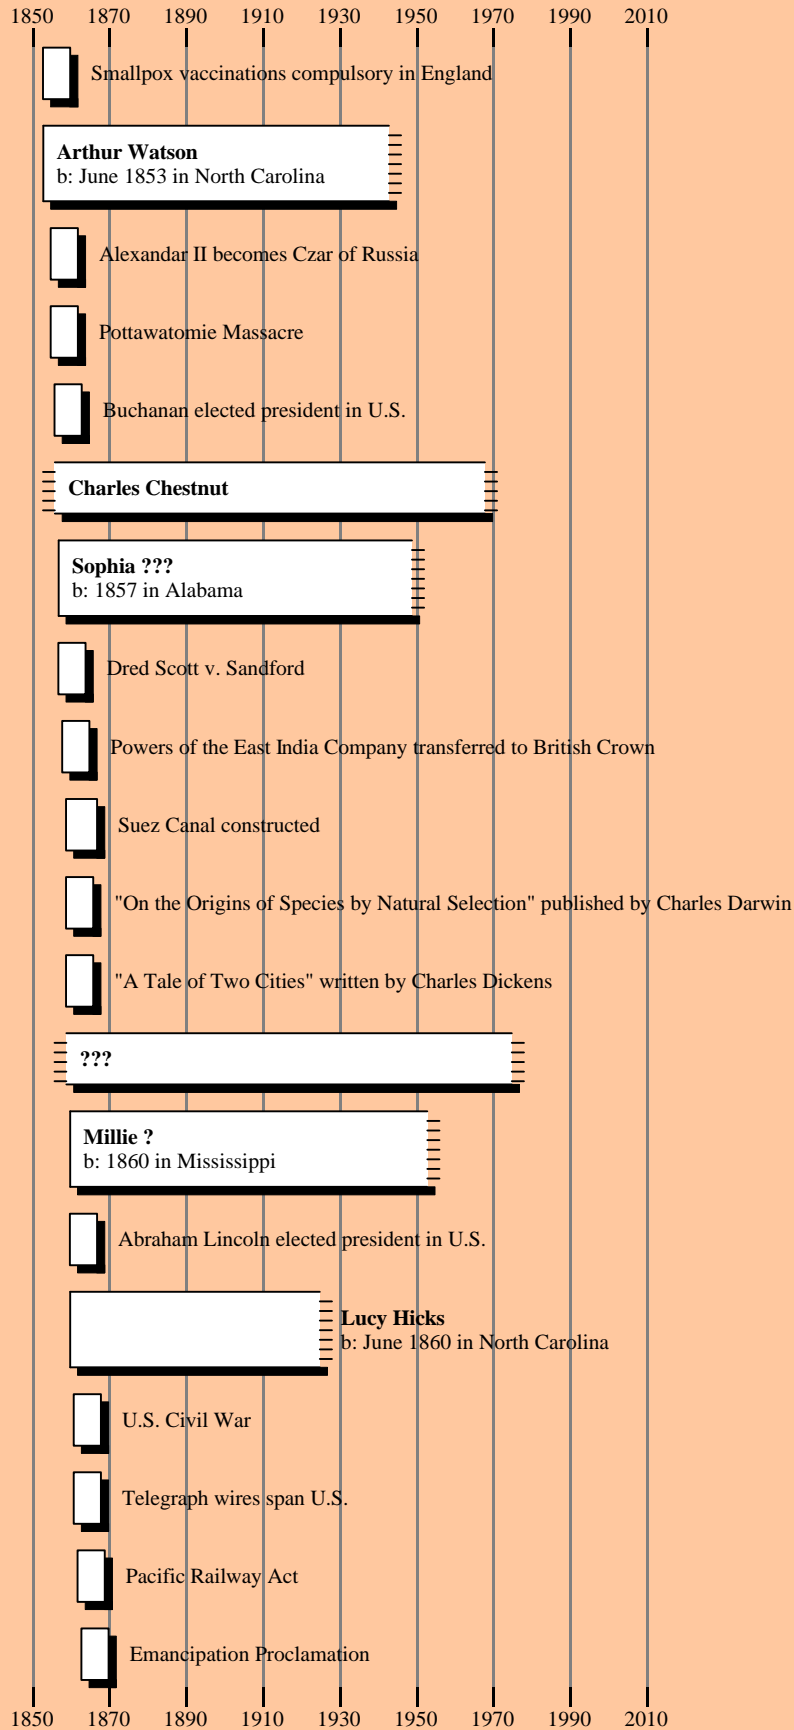 1850 1870 1890 1910 1930 1950 1970 1990 2010
Smallpox vaccinations compulsory in England
Arthur Watson
b: June 1853 in North Carolina
Alexandar II becomes Czar of Russia
Pottawatomie Massacre
Buchanan elected president in U.S.
Charles Chestnut
Sophia ???
b: 1857 in Alabama
Dred Scott v. Sandford
Powers of the East India Company transferred to British Crown
Suez Canal constructed
"On the Origins of Species by Natural Selection" published by Charles Darwin
"A Tale of Two Cities" written by Charles Dickens
???
Millie ?
b: 1860 in Mississippi
Abraham Lincoln elected president in U.S.
Lucy Hicks
b: June 1860 in North Carolina
U.S. Civil War
Telegraph wires span U.S.
Pacific Railway Act
Emancipation Proclamation
1850 1870 1890 1910 1930 1950 1970 1990 2010